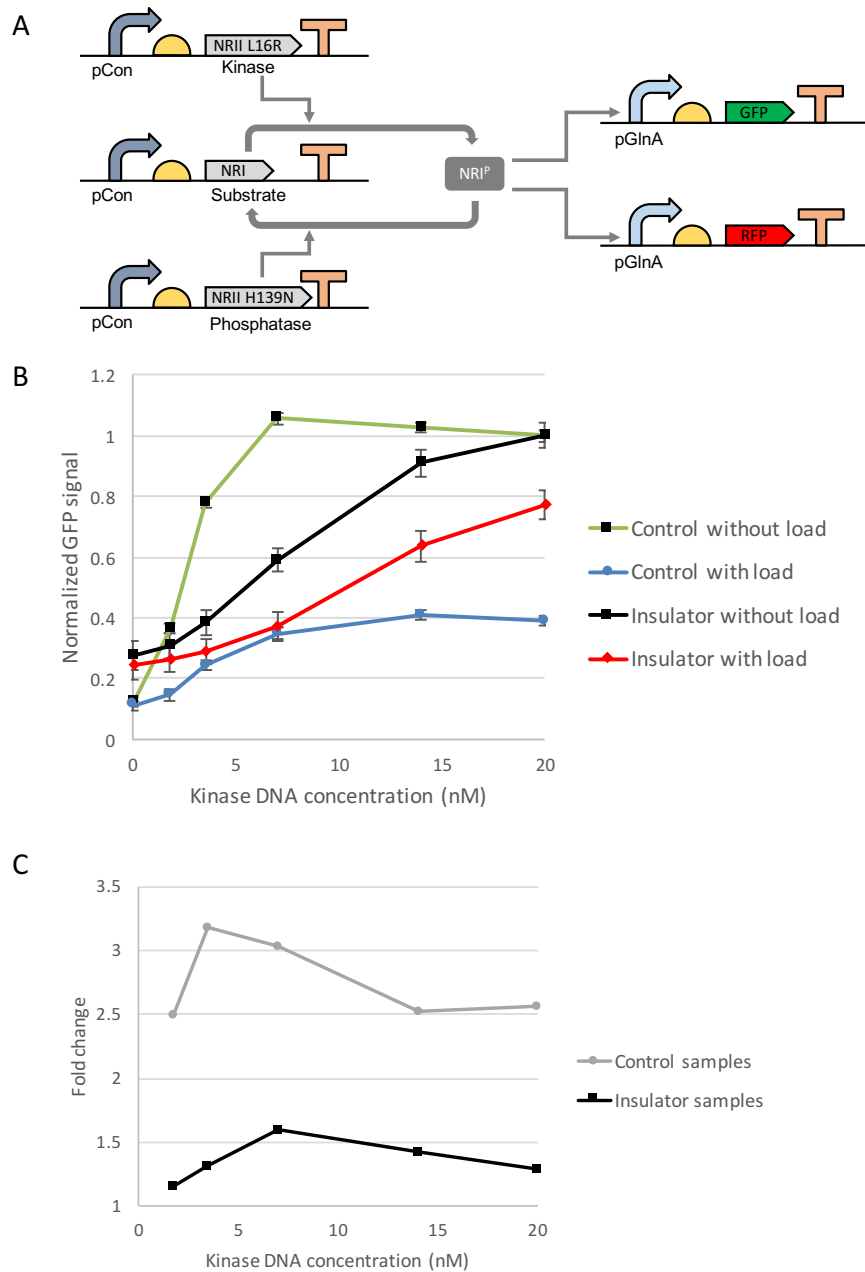 A
NRII L16R
pCon
Kinase
NRI
pCon
Substrate
NRIᴾ
NRII H139N
pCon
Phosphatase
GFP
pGlnA
RFP
pGlnA
B
Normalized GFP signal
1.2
1
0.8
0.6
0.4
0.2
0
0 5 10 15 20
Kinase DNA concentration (nM)
Control without load
Control with load
Insulator without load
Insulator with load
C
Fold change
3.5
3
2.5
2
1.5
1
0 5 10 15 20
Kinase DNA concentration (nM)
Control samples
Insulator samples